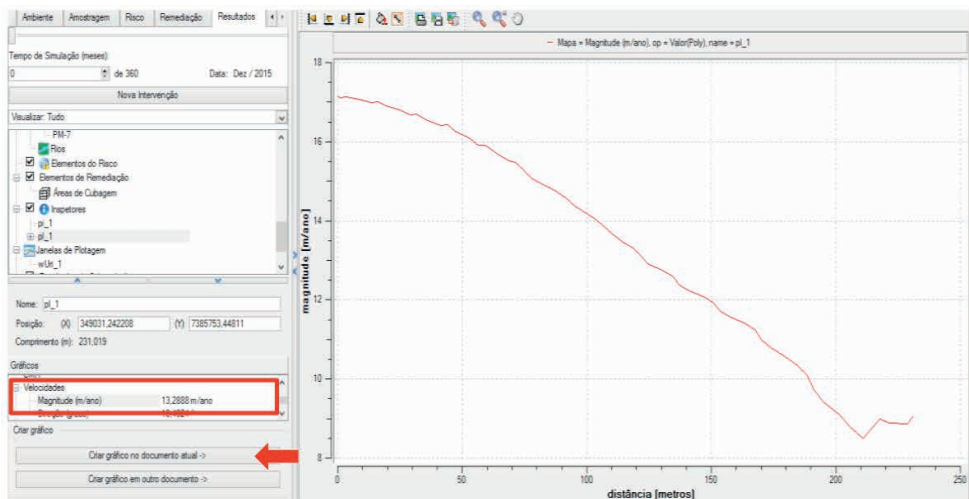 Ambiente Amostragem Risco Remediação Resultados
Tempo de Simulação (meses)
0 de 360 Data: Dez / 2015
Nova Intervenção
Visualizar: Tudo
PM-7
Rios
Elementos do Risco
Elementos de Remediação
Áreas de Cubagem
Inspetores
pi_1
pl_1
Janelas de Plotagem
Nome: pl_1
Posição: (X) 349031,242208 (Y) 7385753,44811
Comprimento (m): 231,019
Gráficos
Velocidades
Magnitude (m/ano) 13,2888 m/ano
Criar gráfico
Criar gráfico no documento atual ->
Criar gráfico em outro documento ->
Mapa = Magnitude (m/ano), op = Valor(Poly), name = pl_1
magnitude [m/ano]
18
16
14
12
10
8
0 50 100 150 200 250
distância [metros]